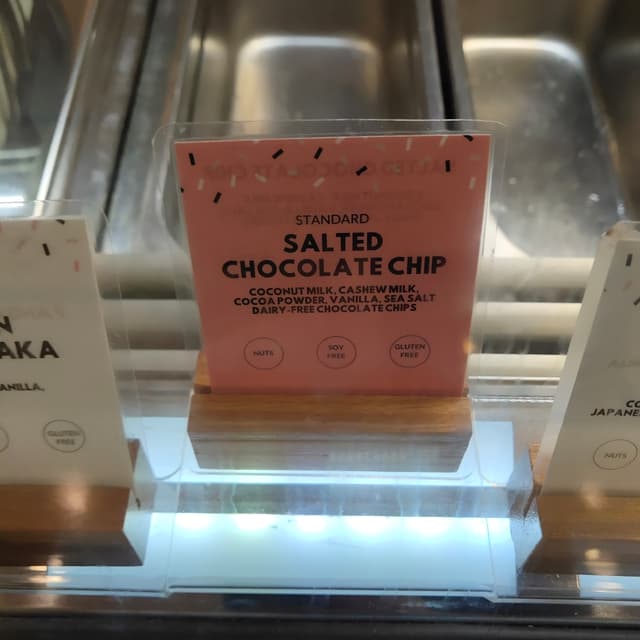 STANDARD
SALTED
CHOCOLATE CHIP
COCONUT MILK, CASHEW MILK,
COCOA POWDER, VANILLA, SEA SALT
DAIRY-FREE CHOCOLATE CHIPS
NUTS
SOY
FREE
GLUTEN
FREE
N
AKA
ANILLA,
GLUTEN
FREE
CO
JAPANE
NUTS